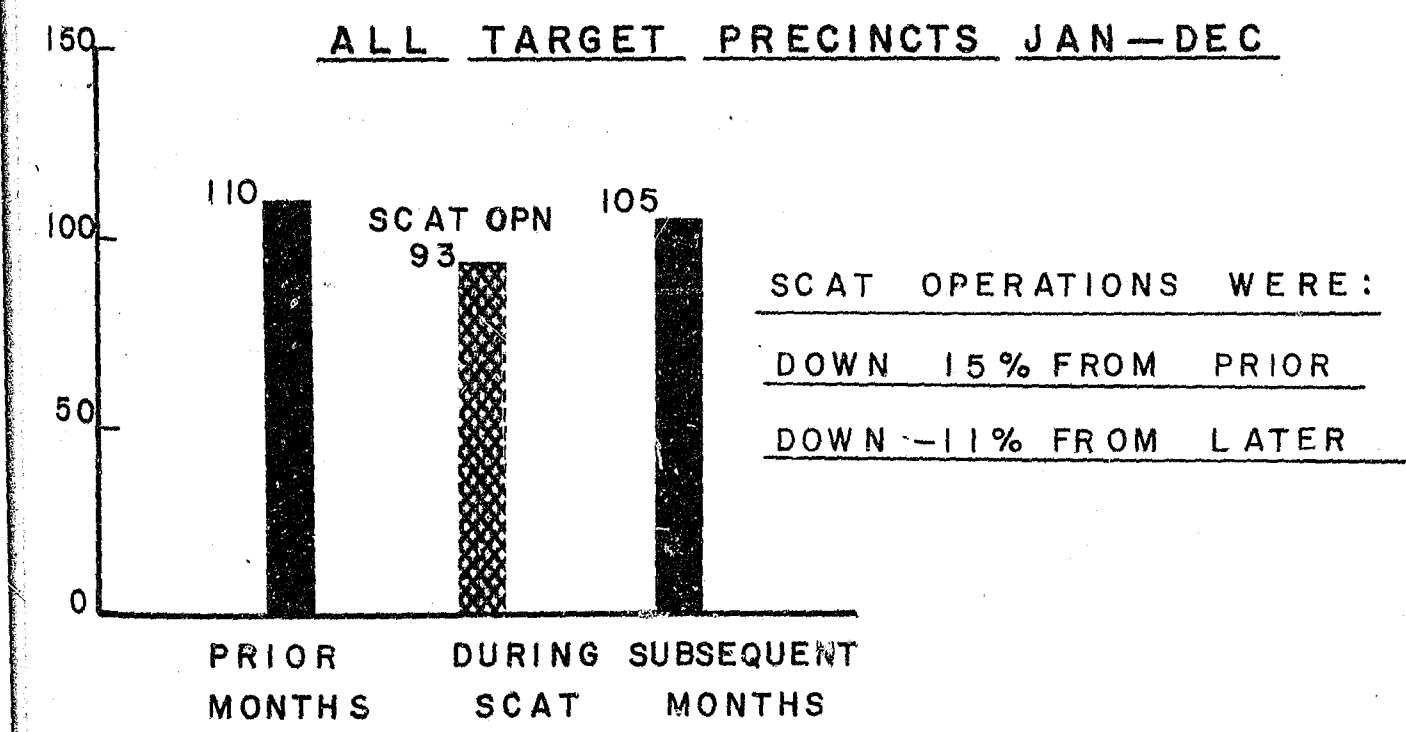 ALL TARGET PRECINCTS JAN—DEC
150
100
50
0
110
SCAT OPN
93
105
SCAT OPERATIONS WERE:
DOWN 15% FROM PRIOR
DOWN -11% FROM LATER
PRIOR MONTHS
DURING SCAT
SUBSEQUENT MONTHS